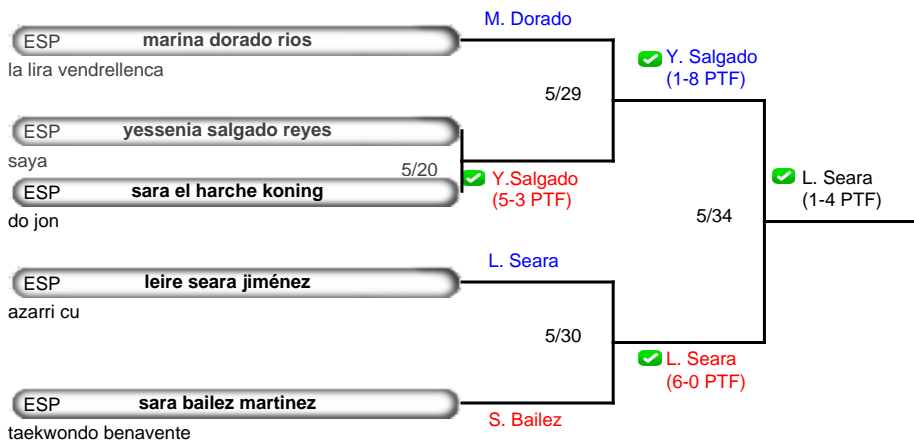 M. Dorado
ESP marina dorado rios
la lira vendrellenca
5/29
Y. Salgado
(1-8 PTF)
ESP yessenia salgado reyes
saya
5/20
Y.Salgado
(5-3 PTF)
ESP sara el harche koning
do jon
L. Seara
(1-4 PTF)
5/34
L. Seara
ESP leire seara jiménez
azarri cu
5/30
L. Seara
(6-0 PTF)
ESP sara bailez martinez
S. Bailez
taekwondo benavente